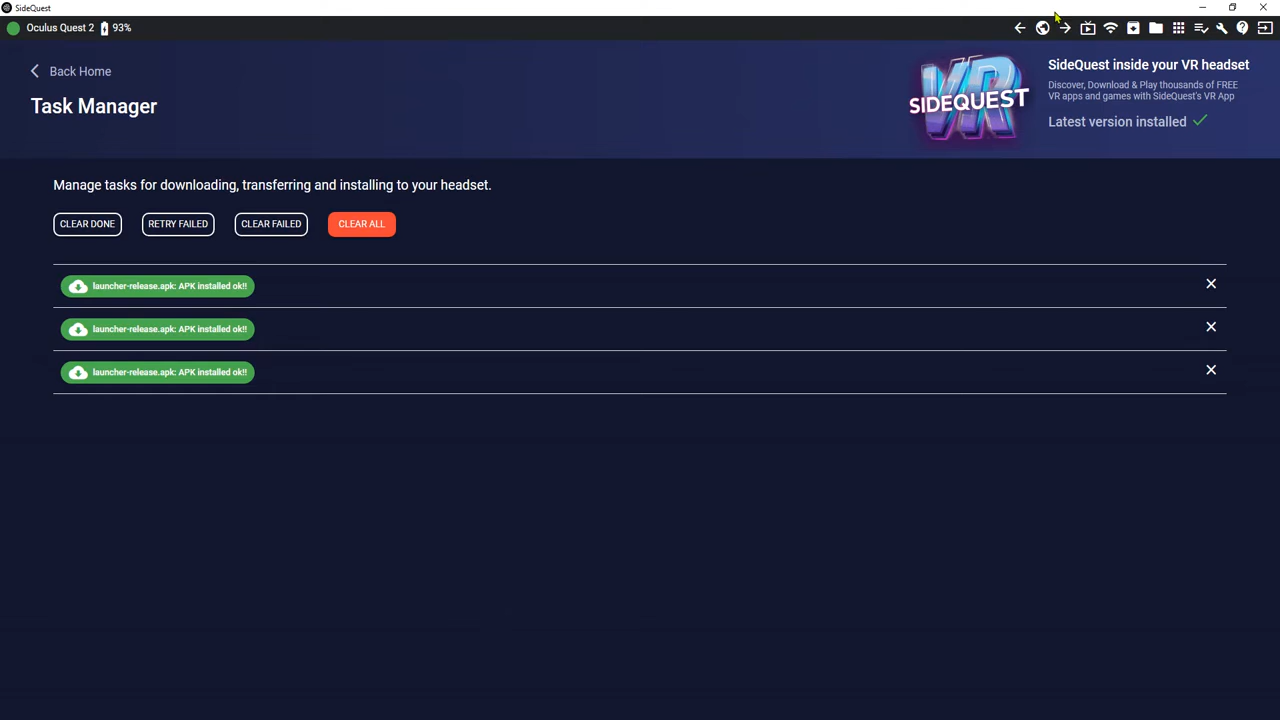 SideQuest
Oculus Quest 2 93%
Back Home
Task Manager
VR
SIDEQUEST
SideQuest inside your VR headset
Discover, Download & Play thousands of FREE
VR apps and games with SideQuest's VR App
Latest version installed
Manage tasks for downloading, transferring and installing to your headset.
CLEAR DONE RETRY FAILED CLEAR FAILED CLEAR ALL
launcher-release.apk: APK installed ok!!
launcher-release.apk: APK installed ok!!
launcher-release.apk: APK installed ok!!